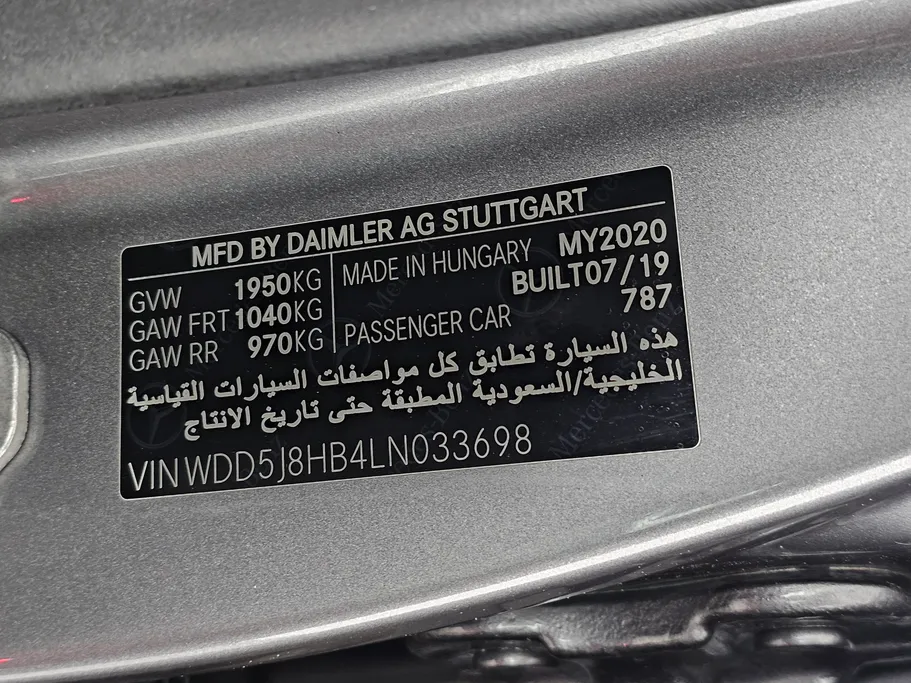 MFD BY DAIMLER AG STUTTGART
GVW 1950KG
GAW FRT 1040KG
GAW RR 970KG
MADE IN HUNGARY MY2020
BUILT07/19
787
PASSENGER CAR
هذه السيارة تطابق كل مواصفات السيارات القياسية
الخليجية/السعودية المطبقة حتى تاريخ الانتاج
VIN WDD5J8HB4LN033698